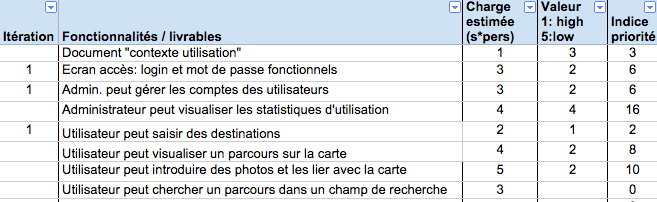 Itération Fonctionnalités / livrables Charge estimée (s*pers) Valeur 1: high 5:low Indice priorité
Document "contexte utilisation" 1 3 3
1 Ecran accès: login et mot de passe fonctionnels 3 2 6
1 Admin. peut gérer les comptes des utilisateurs 3 2 6
Administrateur peut visualiser les statistiques d'utilisation 4 4 16
1 Utilisateur peut saisir des destinations 2 1 2
Utilisateur peut visualiser un parcours sur la carte 4 2 8
Utilisateur peut introduire des photos et les lier avec la carte 5 2 10
Utilisateur peut chercher un parcours dans un champ de recherche 3 0